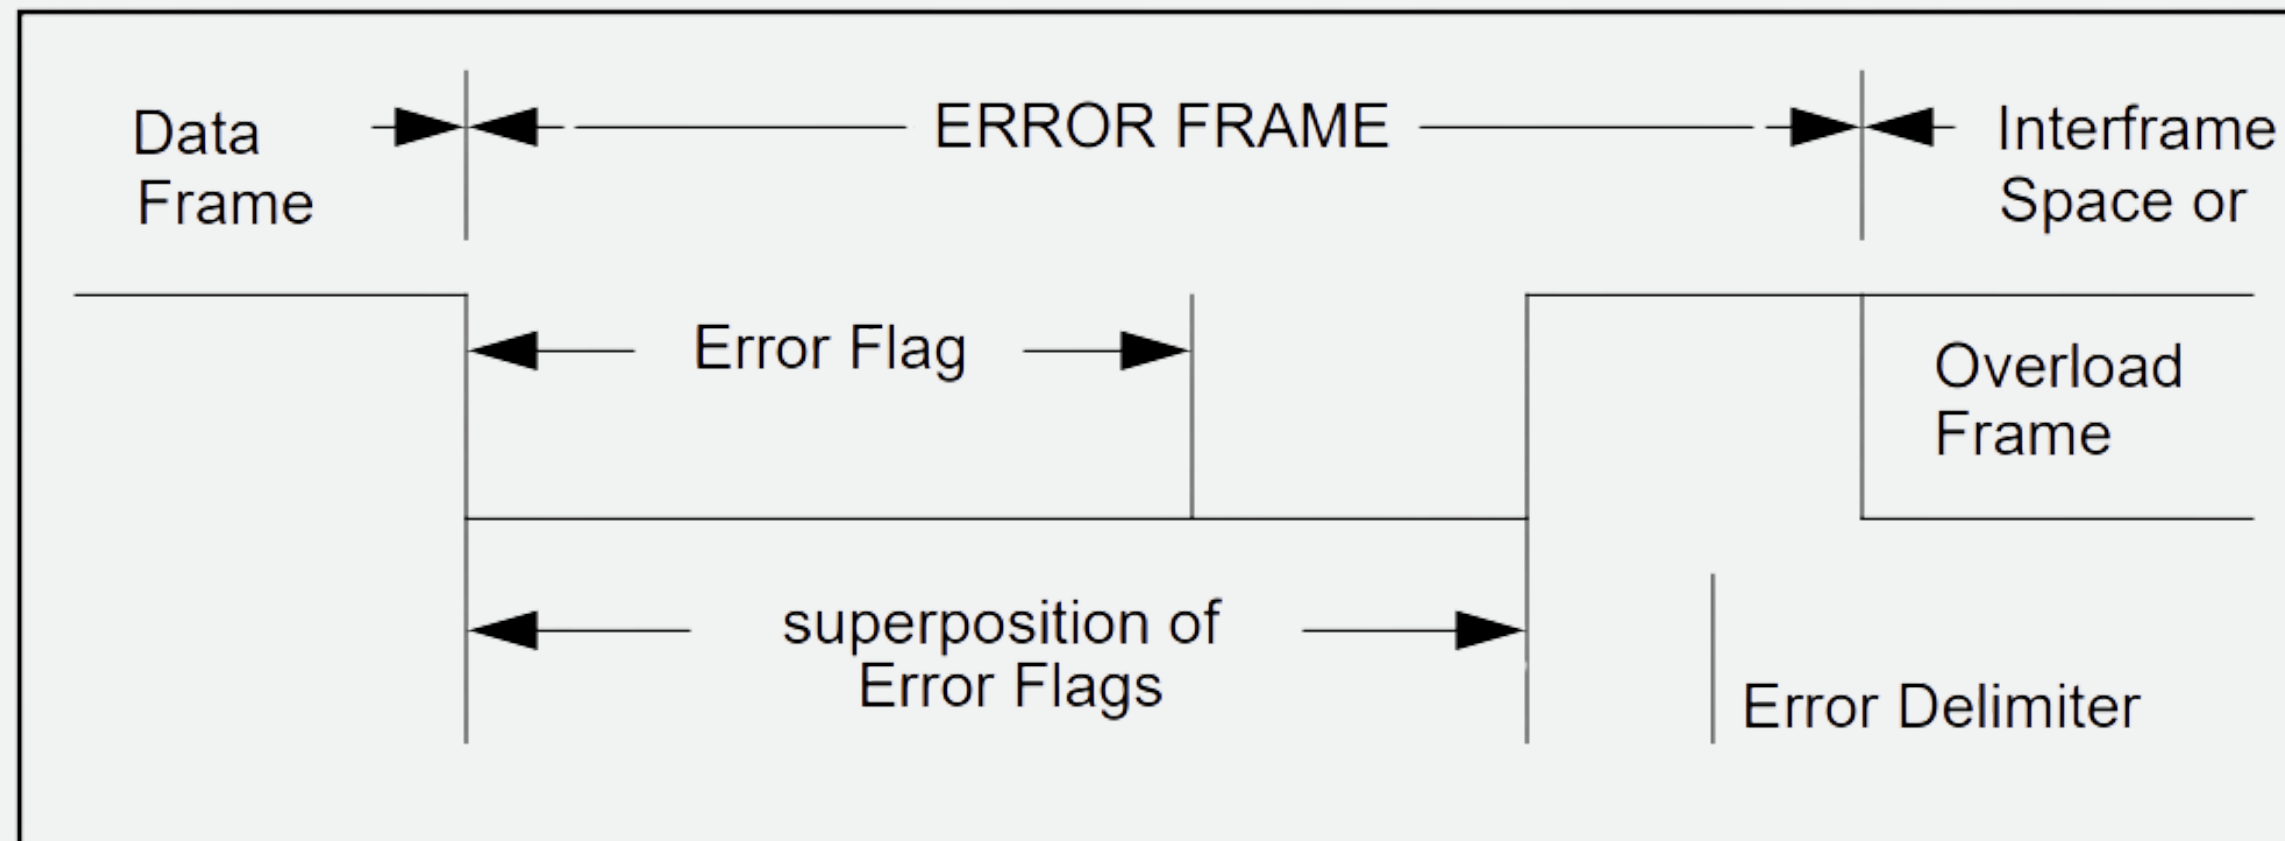 Data
Frame
ERROR FRAME
Interframe
Space or
Error Flag
Overload
Frame
superposition of
Error Flags
Error Delimiter